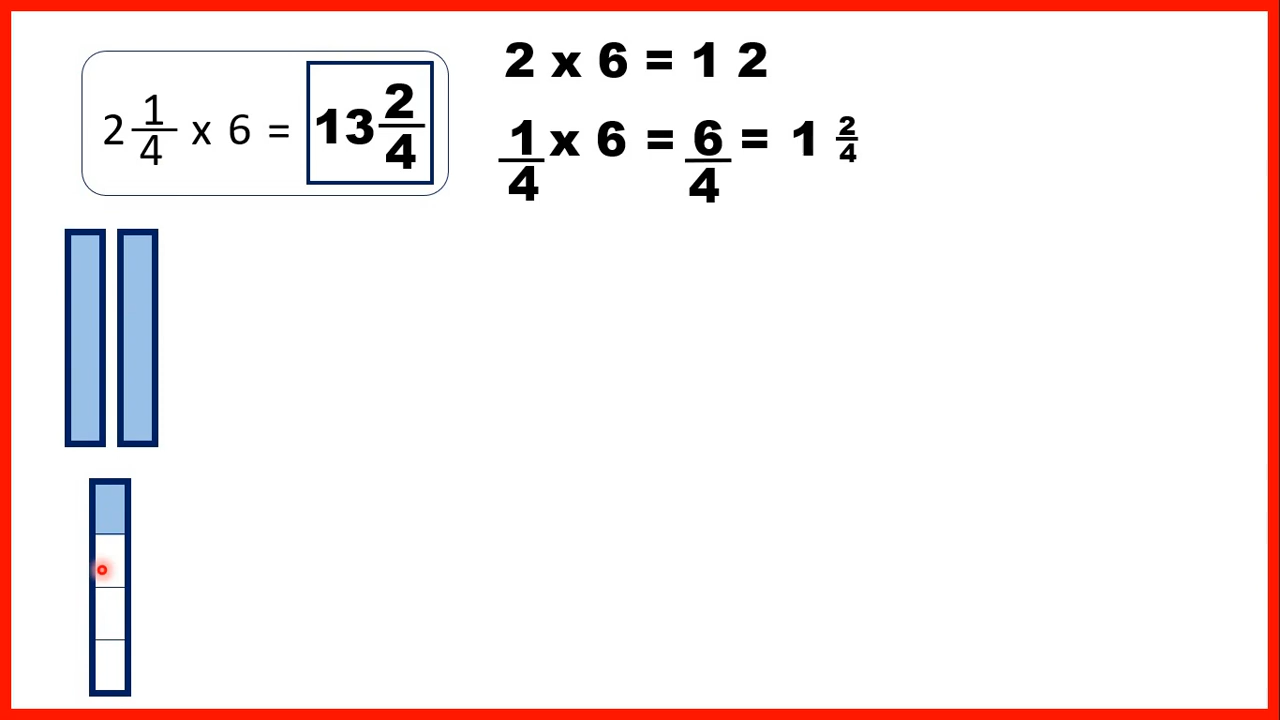 2 1/4 x 6 = 13 2/4
2 x 6 = 1 2
1/4 x 6 = 6/4 = 1 2/4